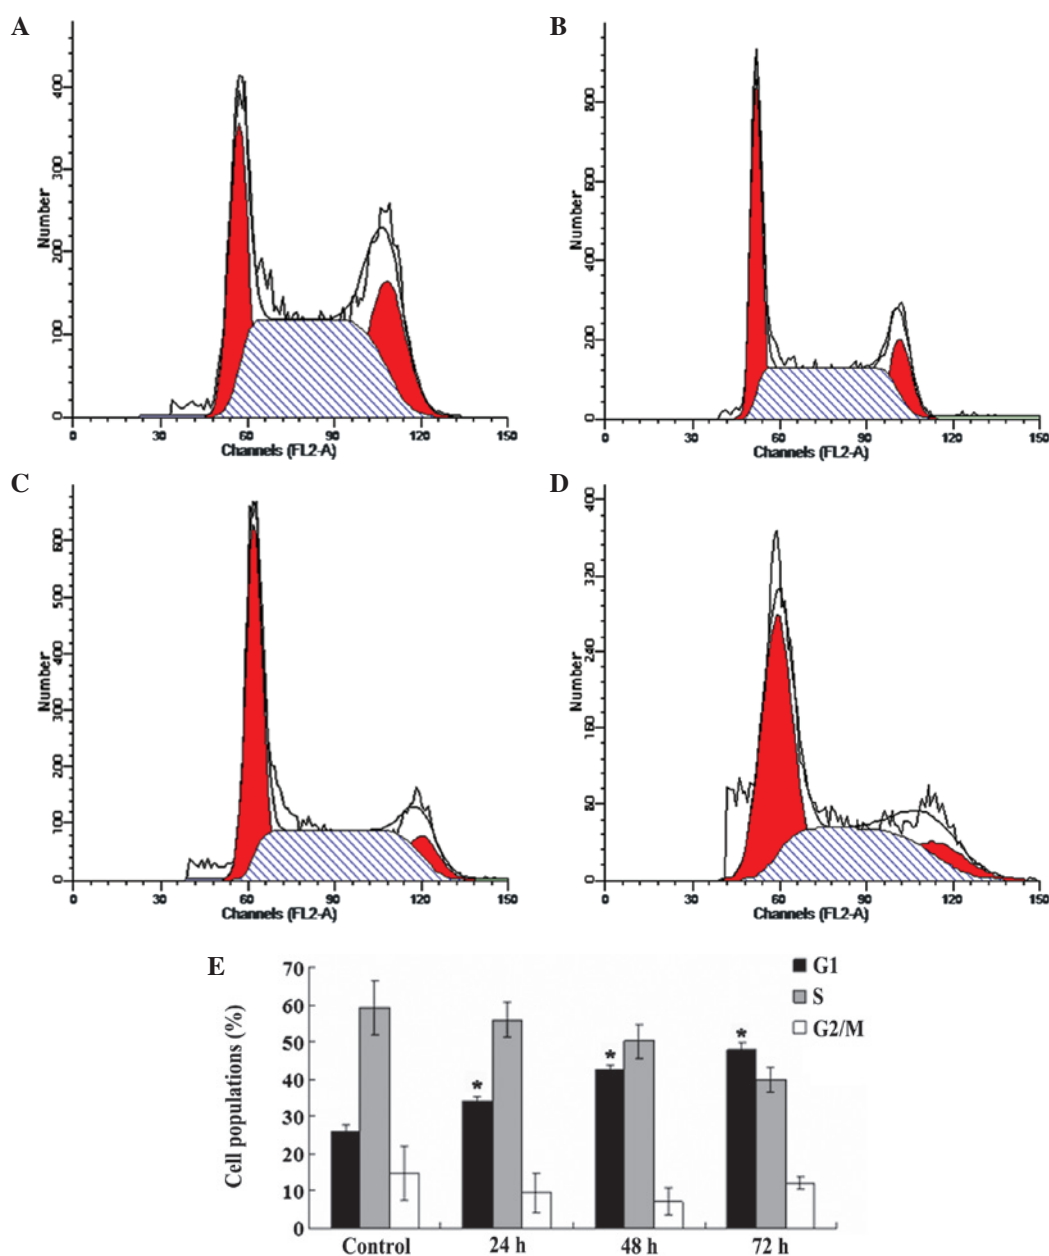 A
Number
0 100 200 300 400
0 30 60 90 120 150
Channels (FL2-A)
B
Number
0 200 400 600 800
0 30 60 90 120 150
Channels (FL2-A)
C
Number
0 100 200 300 400 500 600
0 30 60 90 120 150
Channels (FL2-A)
D
Number
0 80 160 240 320 400
0 30 60 90 120 150
Channels (FL2-A)
E
Cell populations (%)
70
60
50
40
30
20
10
0
G1
S
G2/M
* * *
Control 24 h 48 h 72 h